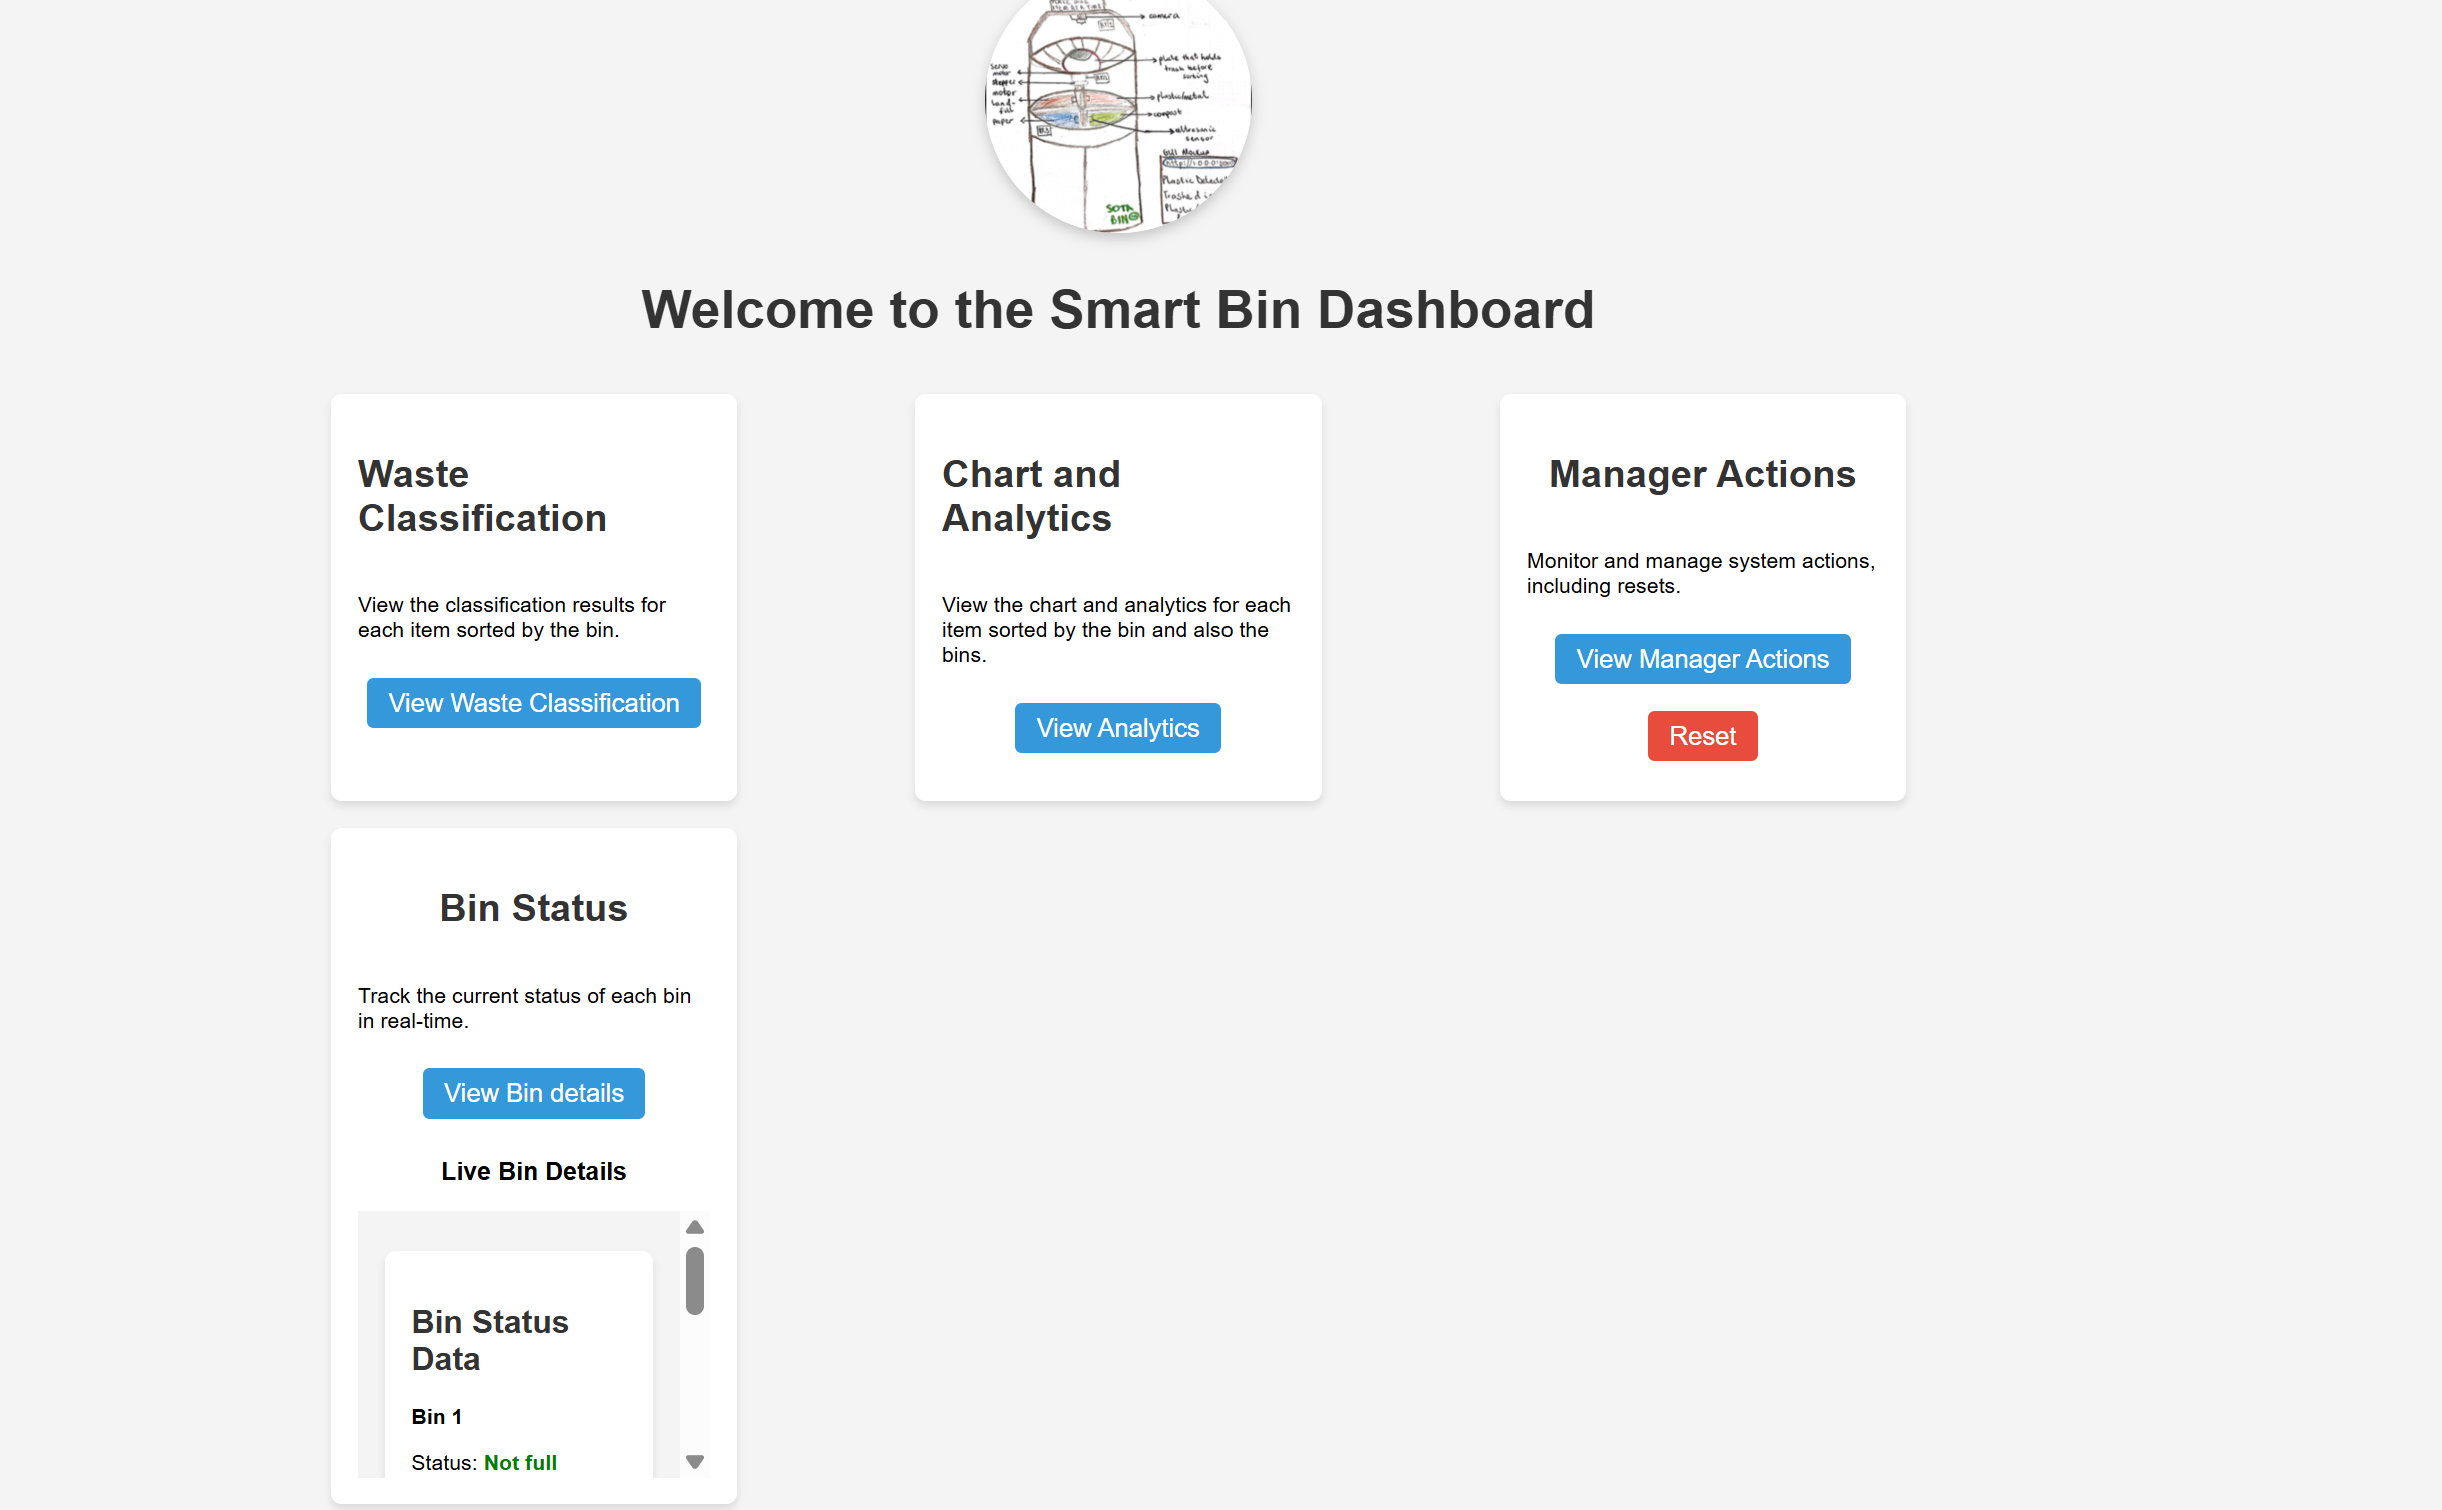 camera
servo
motor
plate that holds
trash before
sorting
stepper
motor
land-
fill
plastic/metal
paper
compost
ultrasonic
sensor
GUI Mockup
SOTA
BIN
Welcome to the Smart Bin Dashboard
Waste
Classification
View the classification results for
each item sorted by the bin.
View Waste Classification
Chart and
Analytics
View the chart and analytics for each
item sorted by the bin and also the
bins.
View Analytics
Manager Actions
Monitor and manage system actions,
including resets.
View Manager Actions
Reset
Bin Status
Track the current status of each bin
in real-time.
View Bin details
Live Bin Details
Bin Status
Data
Bin 1
Status: Not full